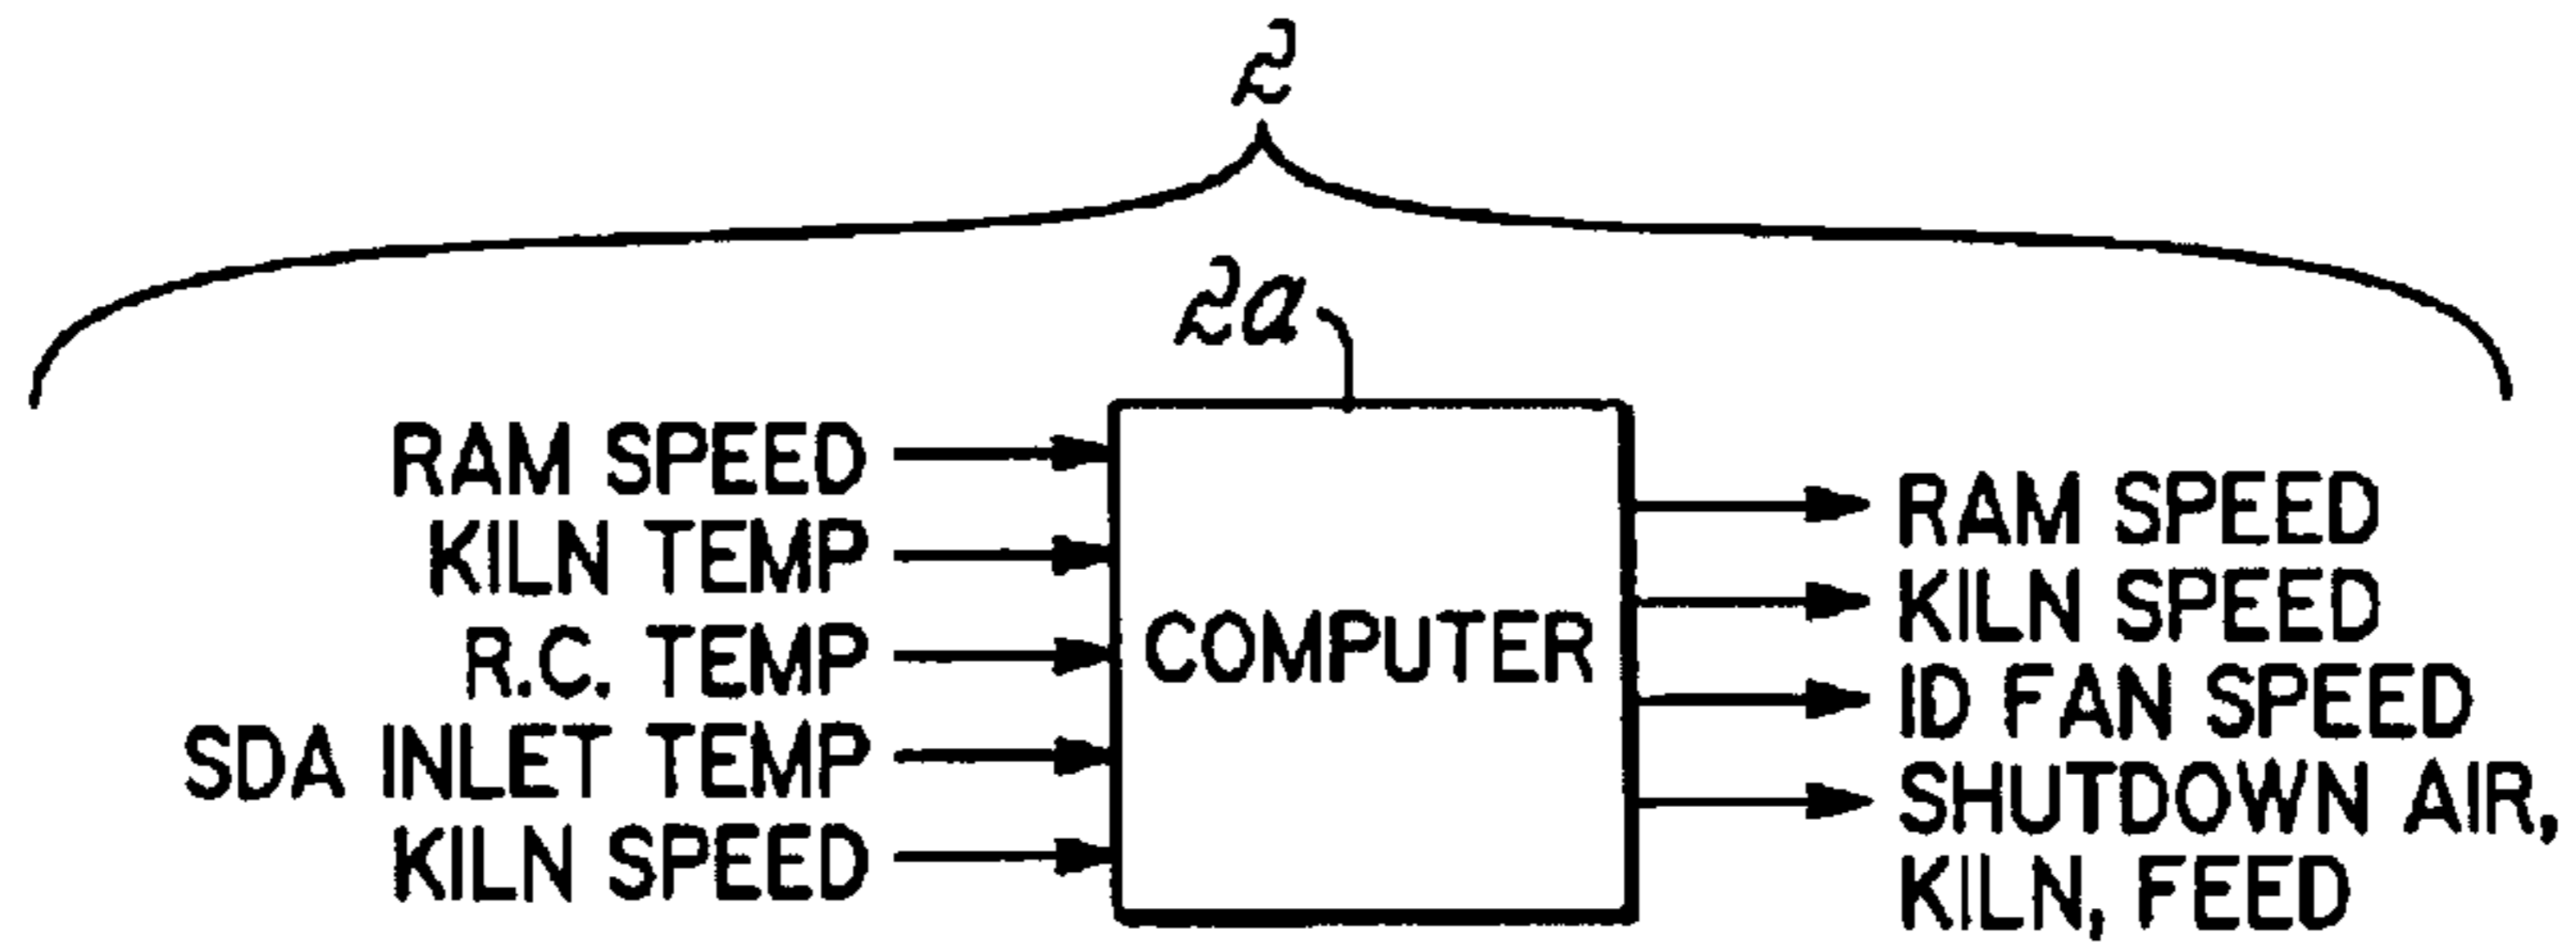 2
2a
RAM SPEED
KILN TEMP
R.C. TEMP
SDA INLET TEMP
KILN SPEED
COMPUTER
RAM SPEED
KILN SPEED
ID FAN SPEED
SHUTDOWN AIR,
KILN, FEED